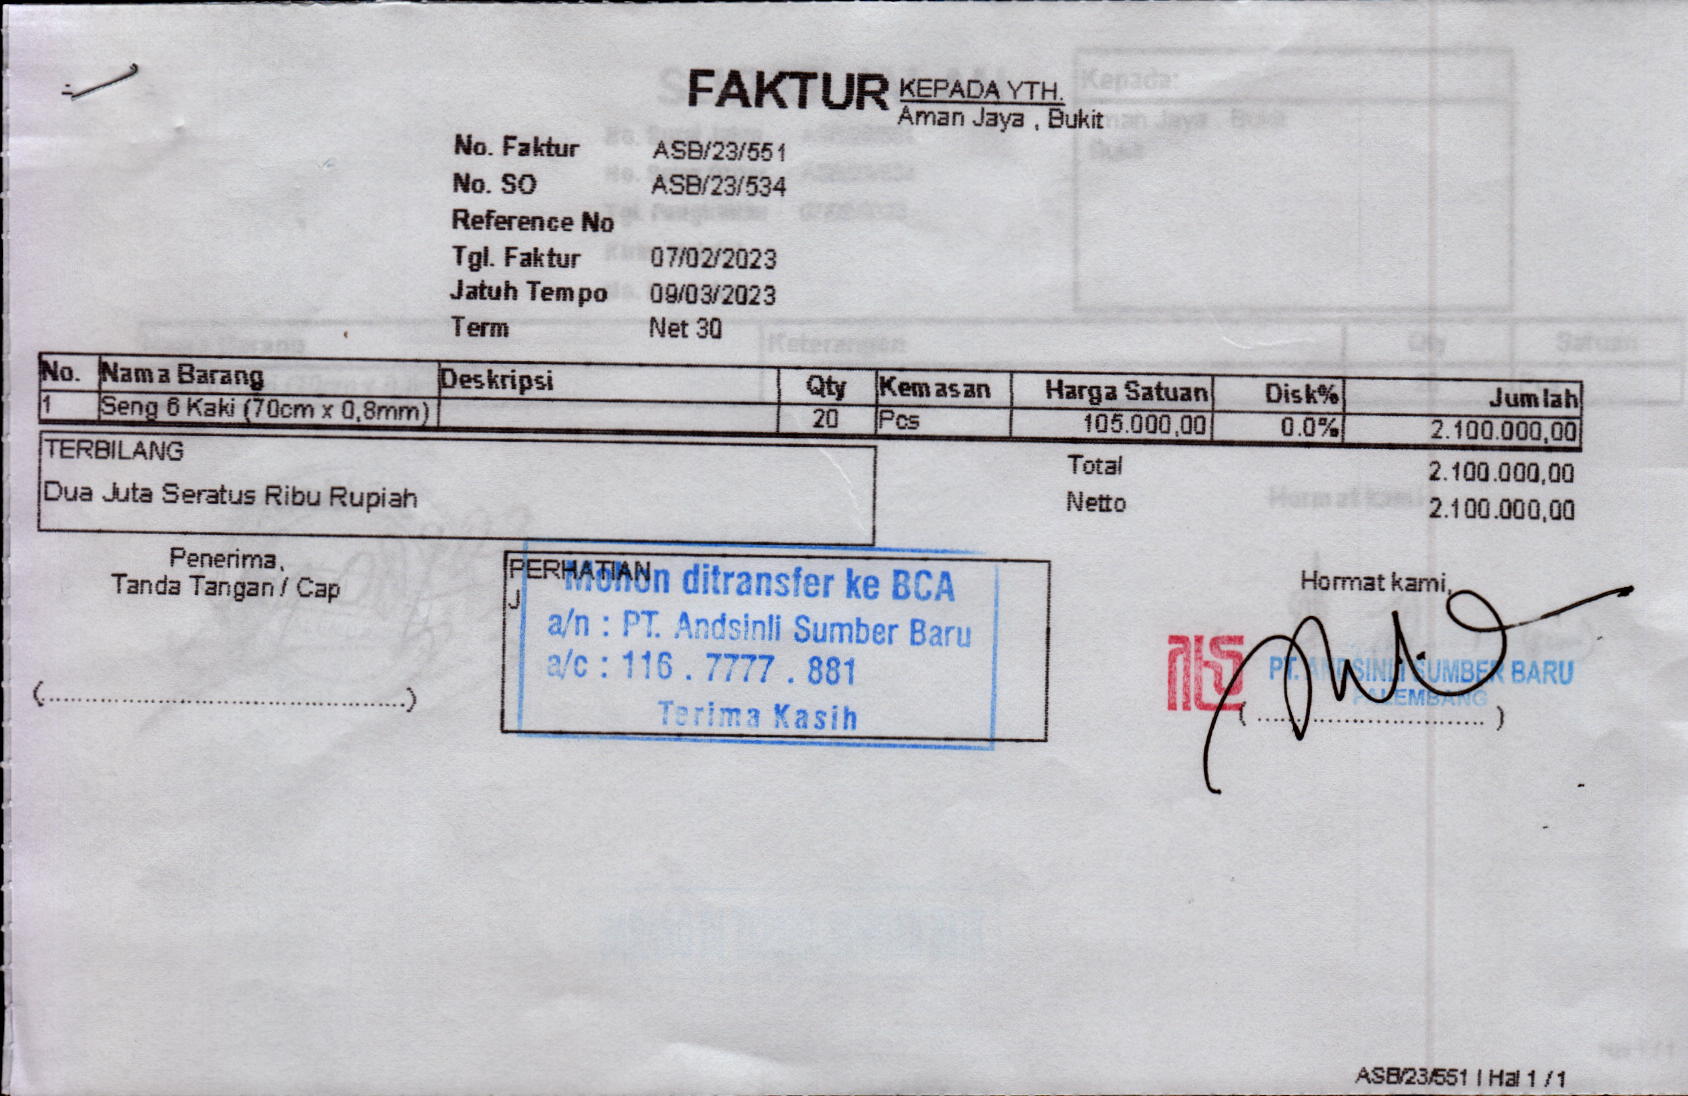 FAKTUR
KEPADA YTH.
Aman Jaya , Bukit
No. Faktur ASB/23/551
No. SO ASB/23/534
Reference No
Tgl. Faktur 07/02/2023
Jatuh Tempo 09/03/2023
Term Net 30
No. Nama Barang Deskripsi Qty Kemasan Harga Satuan Disk% Jumlah
1 Seng 6 Kaki (70cm x 0,8mm) 20 Pcs 105.000,00 0.0% 2.100.000,00
TERBILANG
Dua Juta Seratus Ribu Rupiah
Total 2.100.000,00
Netto 2.100.000,00
Penerima,
Tanda Tangan / Cap
(........................................)
PERHATIAN
J
Mohon ditransfer ke BCA
a/n : PT. Andsinli Sumber Baru
a/c : 116 . 7777 . 881
Terima Kasih
Hormat kami,
PT. ANDSINLI SUMBER BARU
PALEMBANG
( ................................ )
ASB/23/551 | Hal 1 / 1